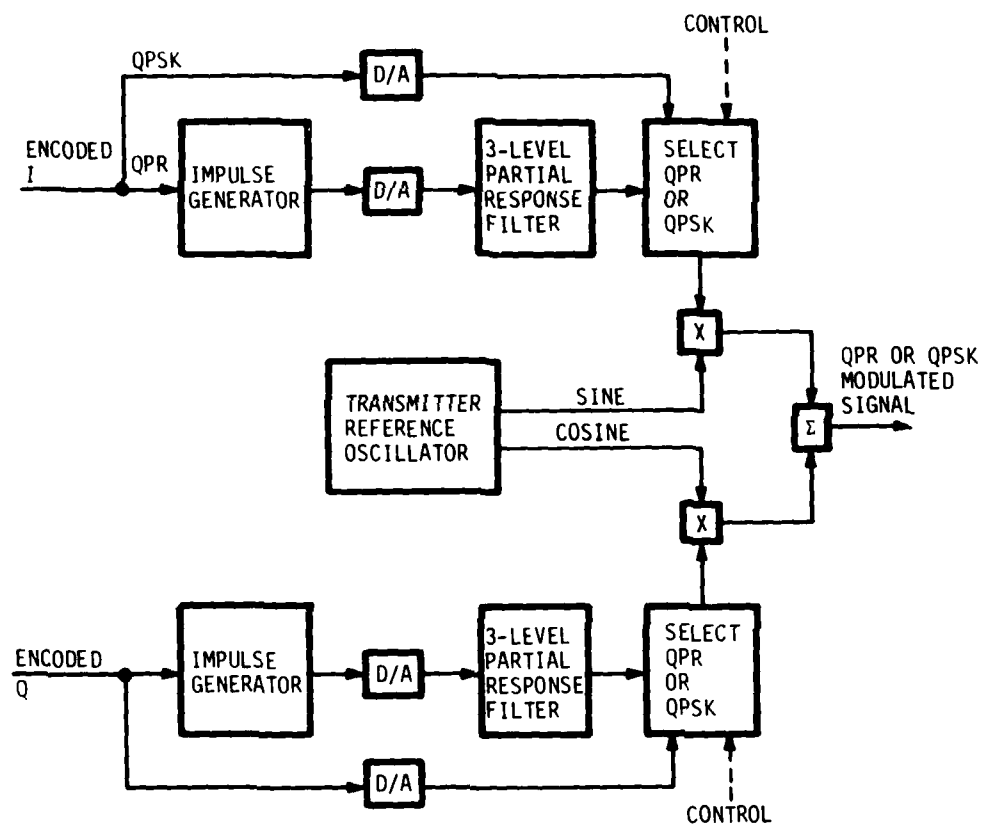 CONTROL
QPSK
D/A
ENCODED
I
QPR
IMPULSE
GENERATOR
D/A
3-LEVEL
PARTIAL
RESPONSE
FILTER
SELECT
QPR
OR
QPSK
X
QPR OR QPSK
MODULATED
SIGNAL
TRANSMITTER
REFERENCE
OSCILLATOR
SINE
COSINE
Σ
X
ENCODED
Q
IMPULSE
GENERATOR
D/A
3-LEVEL
PARTIAL
RESPONSE
FILTER
SELECT
QPR
OR
QPSK
D/A
CONTROL